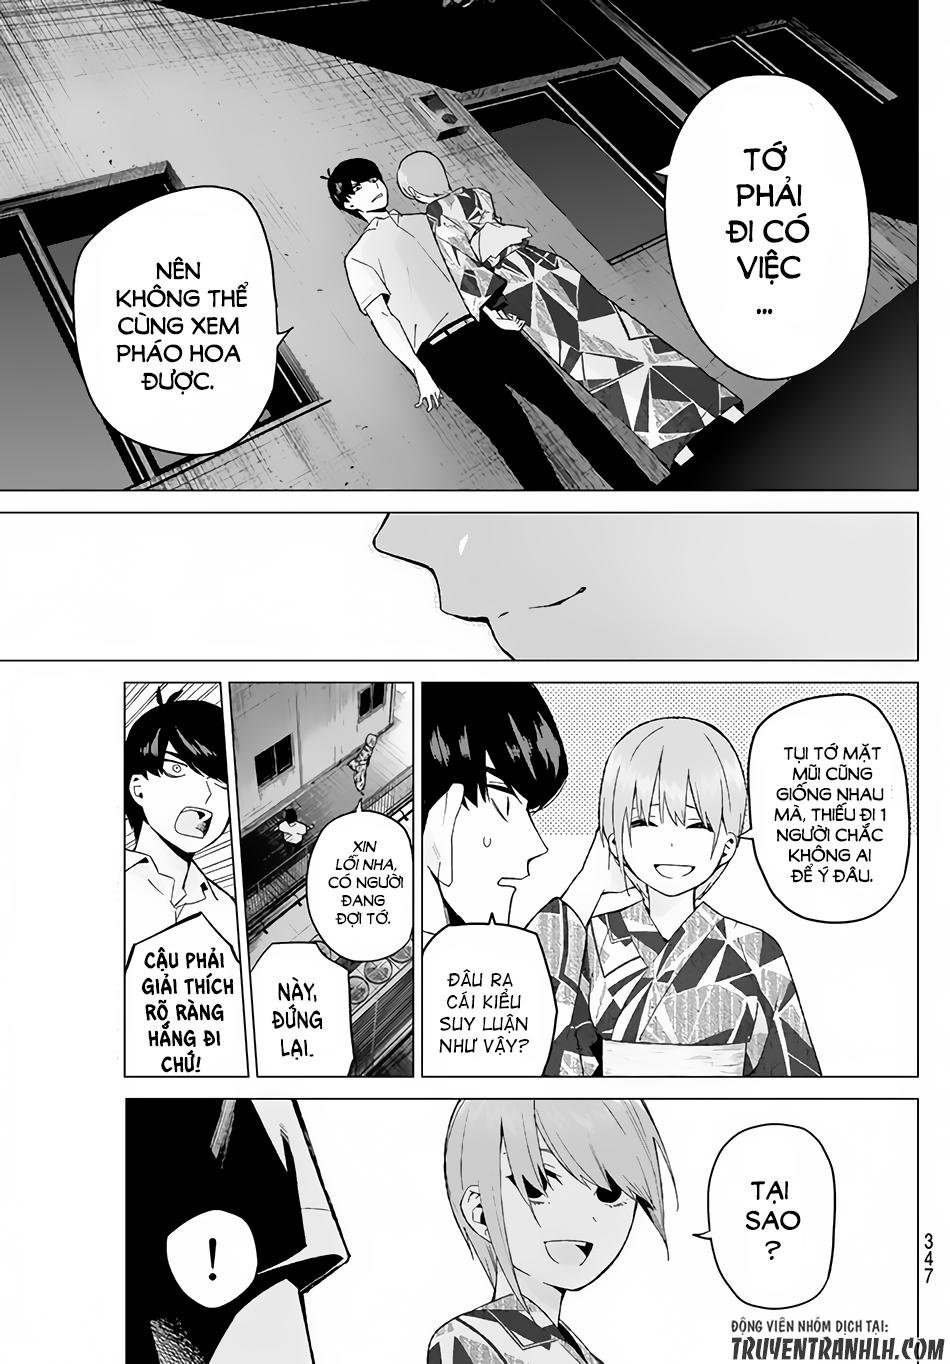 TỚ
PHẢI
ĐI CÓ
VIỆC
...
NÊN
KHÔNG THỂ
CÙNG XEM
PHÁO HOA
ĐƯỢC.
TỤI TỚ MẶT
MŨI CŨNG
GIỐNG NHAU
MÀ, THIẾU ĐI 1
NGƯỜI CHẮC
KHÔNG AI
ĐỂ Ý ĐÂU.
ĐÂU RA
CÁI KIỂU
SUY LUẬN
NHƯ VẬY?
XIN
LỖI NHA,
CÓ NGƯỜI
ĐANG
ĐỢI TỚ.
NÀY,
ĐỨNG
LẠI.
CẬU PHẢI
GIẢI THÍCH
RÕ RÀNG
HẲNG ĐI
CHỨ!
TẠI
SAO
?
!
347
ĐỘNG VIÊN NHÓM DỊCH TẠI:
TRUYENTRANHLH.COM